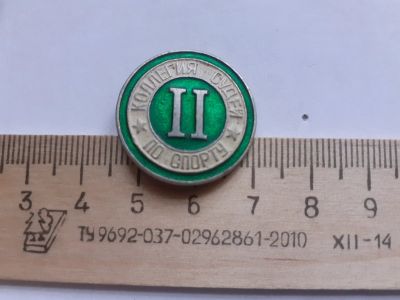 КОЛЛЕГИЯ СУДЕЙ
II
ПО СПОРТУ
3 4 5 6 7 8 9
ТУ 9692-037-02962861-2010 XII-14